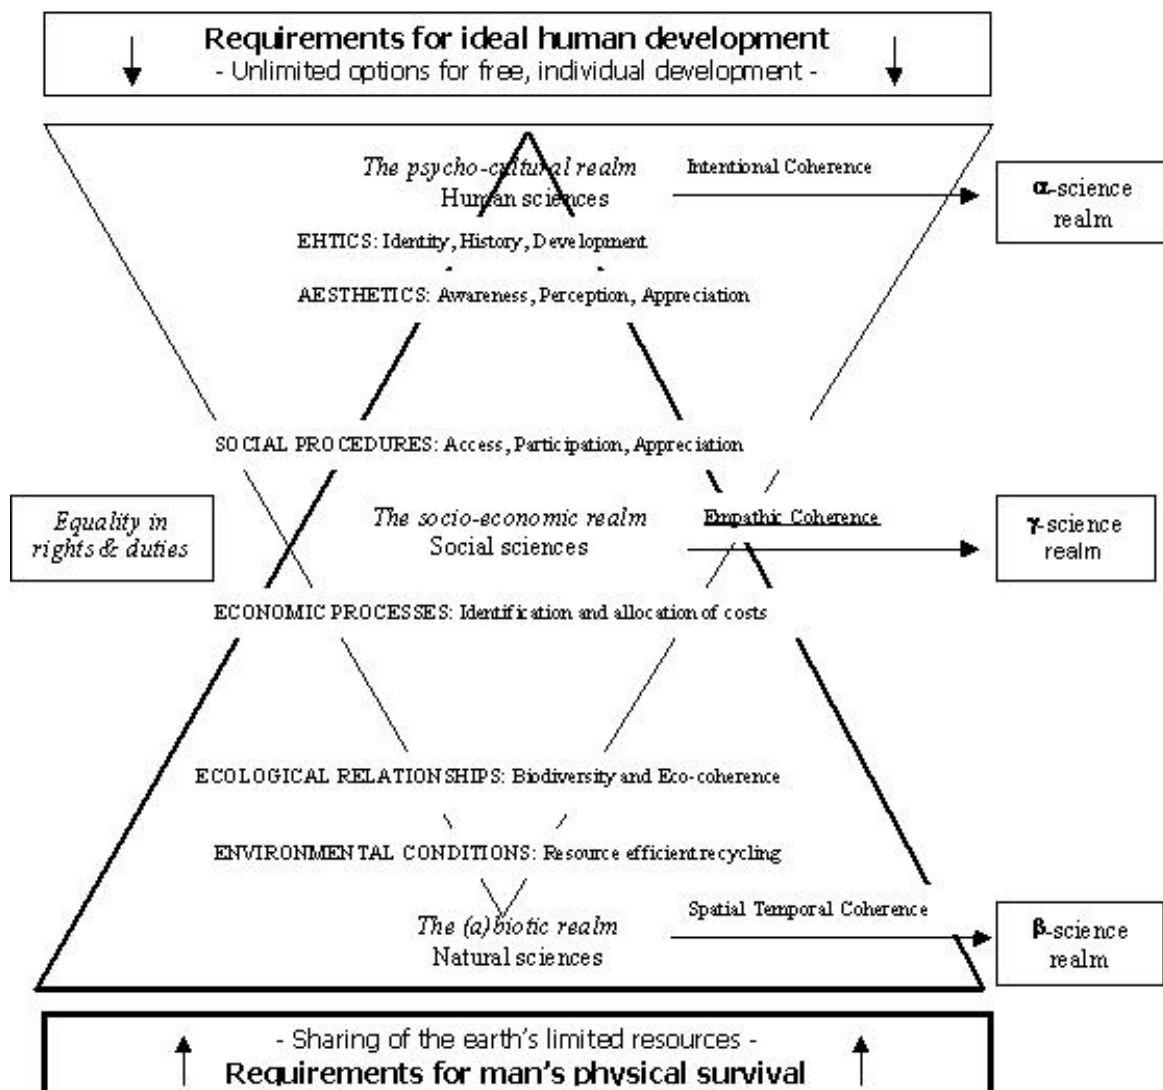 Requirements for ideal human development
- Unlimited options for free, individual development -
The psycho-cultural realm
Human sciences
Intentional Coherence
α-science
realm
EHTICS: Identity, History, Development
AESTHETICS: Awareness, Perception, Appreciation
SOCIAL PROCEDURES: Access, Participation, Appreciation
Equality in
rights & duties
The socio-economic realm
Social sciences
Empathic Coherence
γ-science
realm
ECONOMIC PROCESSES: Identification and allocation of costs
ECOLOGICAL RELATIONSHIPS: Biodiversity and Eco-coherence
ENVIRONMENTAL CONDITIONS: Resource efficient recycling
The (a)biotic realm
Natural sciences
Spatial Temporal Coherence
β-science
realm
- Sharing of the earth's limited resources -
Requirements for man's physical survival